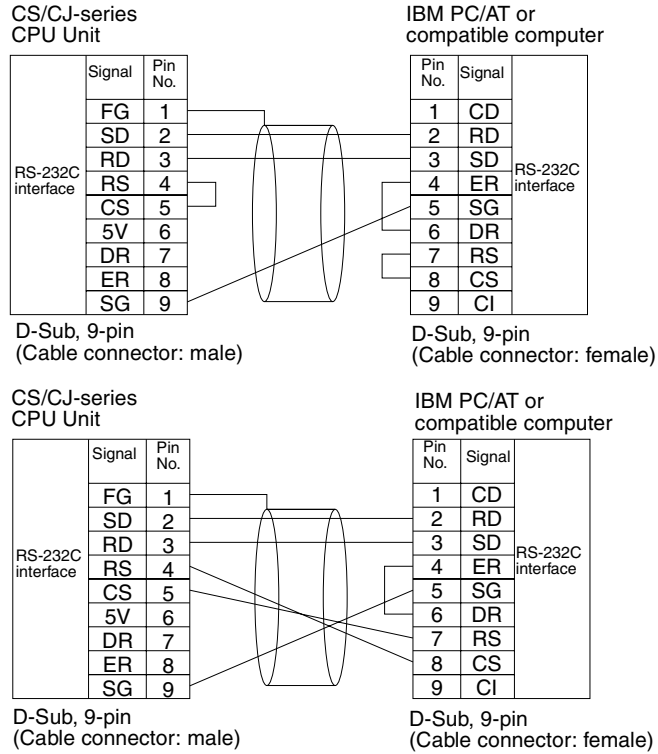 CS/CJ-series
CPU Unit
IBM PC/AT or
compatible computer
Signal Pin No.
FG 1
SD 2
RD 3
RS 4
CS 5
5V 6
DR 7
ER 8
SG 9
RS-232C
interface
Pin No. Signal
1 CD
2 RD
3 SD
4 ER
5 SG
6 DR
7 RS
8 CS
9 CI
RS-232C
interface
D-Sub, 9-pin
(Cable connector: male)
D-Sub, 9-pin
(Cable connector: female)
CS/CJ-series
CPU Unit
IBM PC/AT or
compatible computer
Signal Pin No.
FG 1
SD 2
RD 3
RS 4
CS 5
5V 6
DR 7
ER 8
SG 9
RS-232C
interface
Pin No. Signal
1 CD
2 RD
3 SD
4 ER
5 SG
6 DR
7 RS
8 CS
9 CI
RS-232C
interface
D-Sub, 9-pin
(Cable connector: male)
D-Sub, 9-pin
(Cable connector: female)